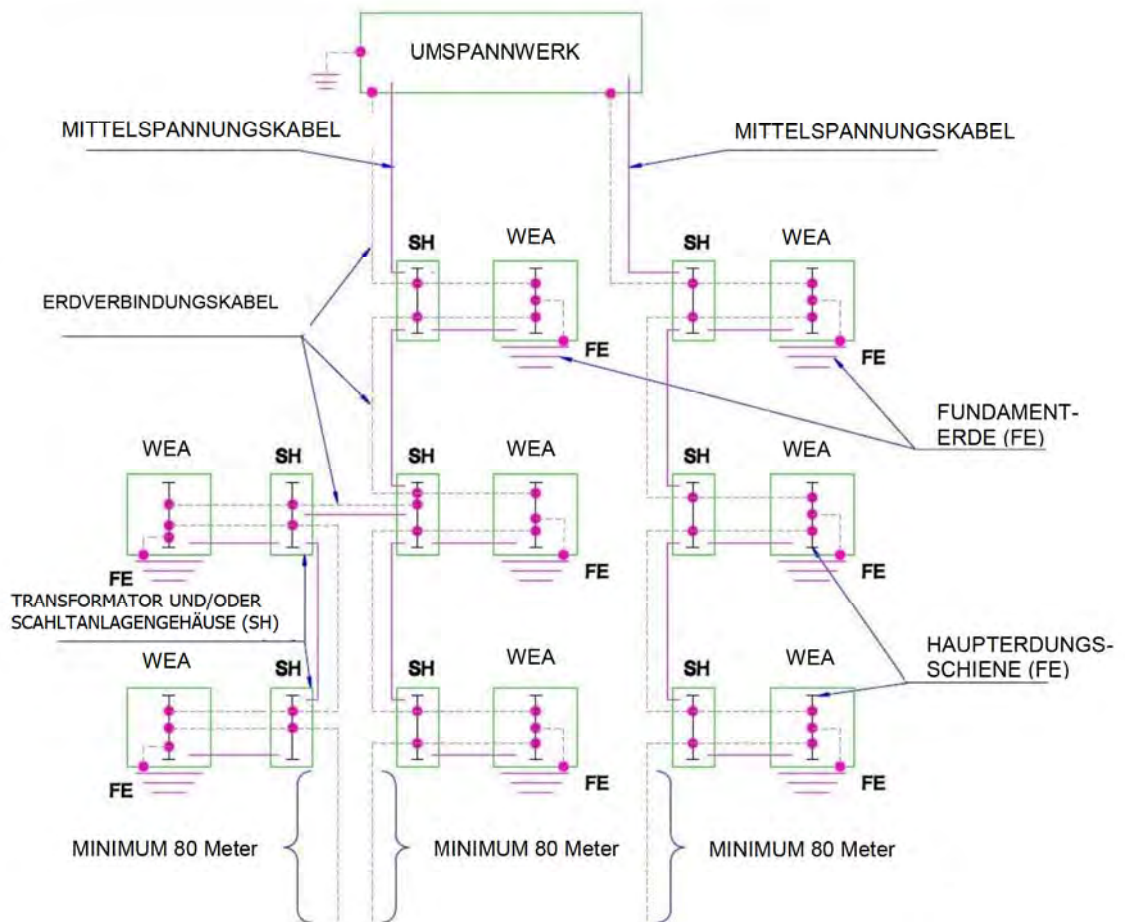 UMSPANNWERK
MITTELSPANNUNGSKABEL
MITTELSPANNUNGSKABEL
SH
WEA
SH
WEA
ERDVERBINDUNGSKABEL
FE
FE
FUNDAMENT-
ERDE (FE)
WEA
SH
SH
WEA
SH
WEA
FE
FE
FE
TRANSFORMATOR UND/ODER
SCAHLTANLAGENGEHÄUSE (SH)
HAUPTERDUNGS-
SCHIENE (FE)
WEA
SH
SH
WEA
SH
WEA
FE
FE
FE
MINIMUM 80 Meter
MINIMUM 80 Meter
MINIMUM 80 Meter